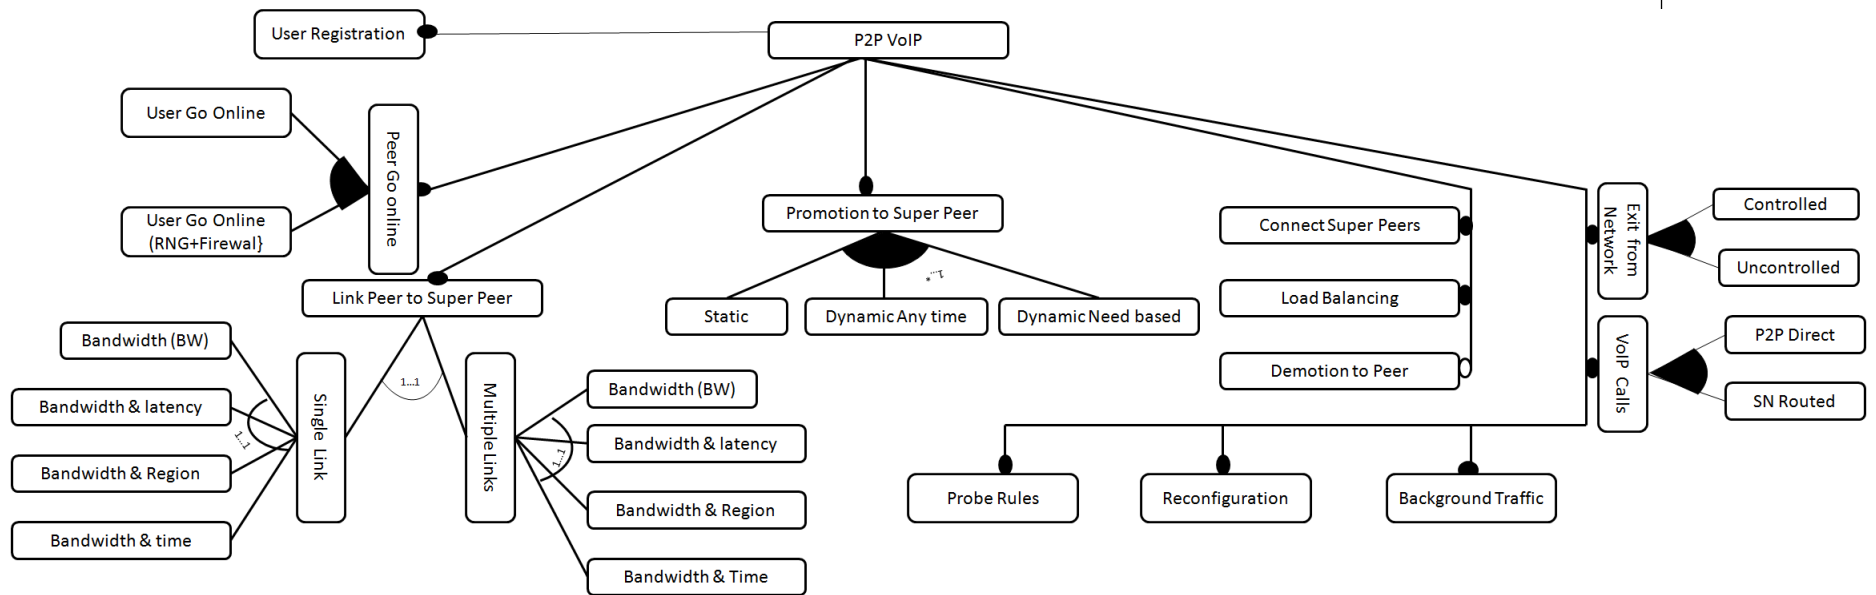 User Registration
P2P VoIP
User Go Online
Peer Go online
User Go Online
(RNG+Firewal}
Link Peer to Super Peer
1...1
Bandwidth (BW)
Bandwidth & latency
Bandwidth & Region
Bandwidth & time
1...1
Single Link
Multiple Links
Bandwidth (BW)
Bandwidth & latency
Bandwidth & Region
Bandwidth & Time
1...1
Promotion to Super Peer
1...*
Static
Dynamic Any time
Dynamic Need based
Connect Super Peers
Load Balancing
Demotion to Peer
Exit from
Network
Controlled
Uncontrolled
VoIP Calls
P2P Direct
SN Routed
Probe Rules
Reconfiguration
Background Traffic